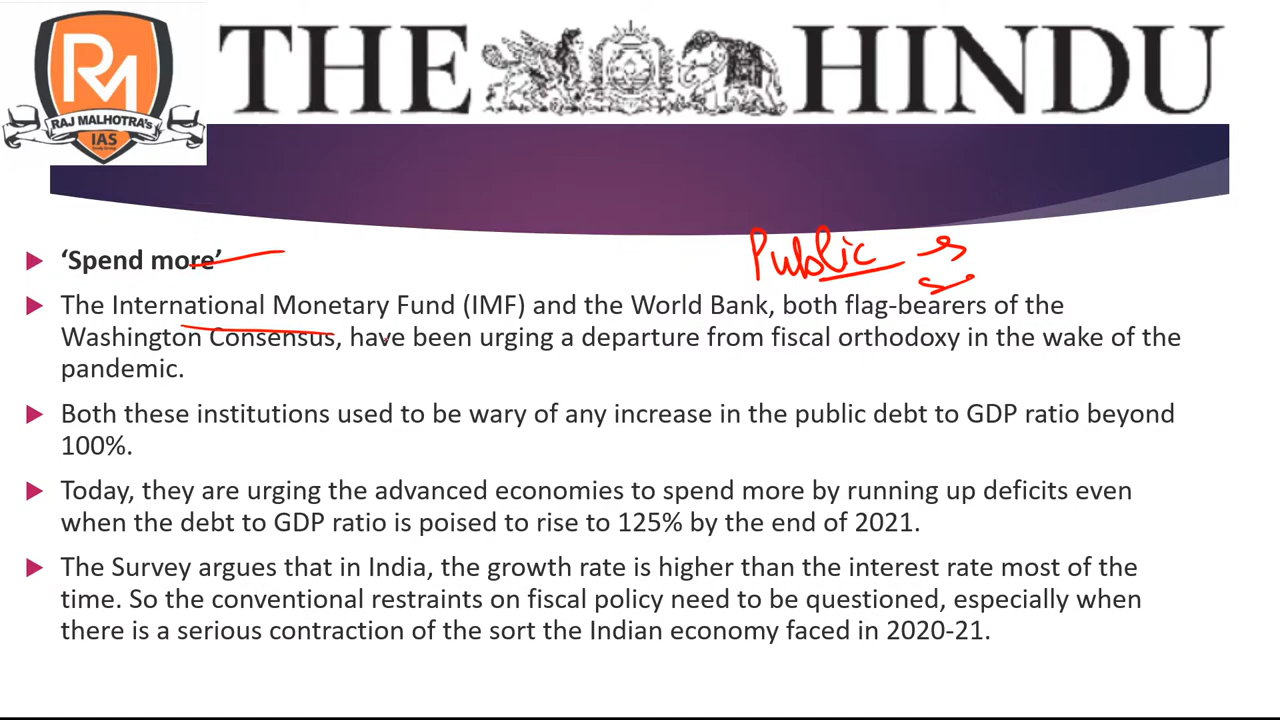 RM
RAJ MALHOTRA'S
IAS
Study Group
THE HINDU
Public
‘Spend more’
The International Monetary Fund (IMF) and the World Bank, both flag-bearers of the
Washington Consensus, have been urging a departure from fiscal orthodoxy in the wake of the
pandemic.
Both these institutions used to be wary of any increase in the public debt to GDP ratio beyond
100%.
Today, they are urging the advanced economies to spend more by running up deficits even
when the debt to GDP ratio is poised to rise to 125% by the end of 2021.
The Survey argues that in India, the growth rate is higher than the interest rate most of the
time. So the conventional restraints on fiscal policy need to be questioned, especially when
there is a serious contraction of the sort the Indian economy faced in 2020-21.